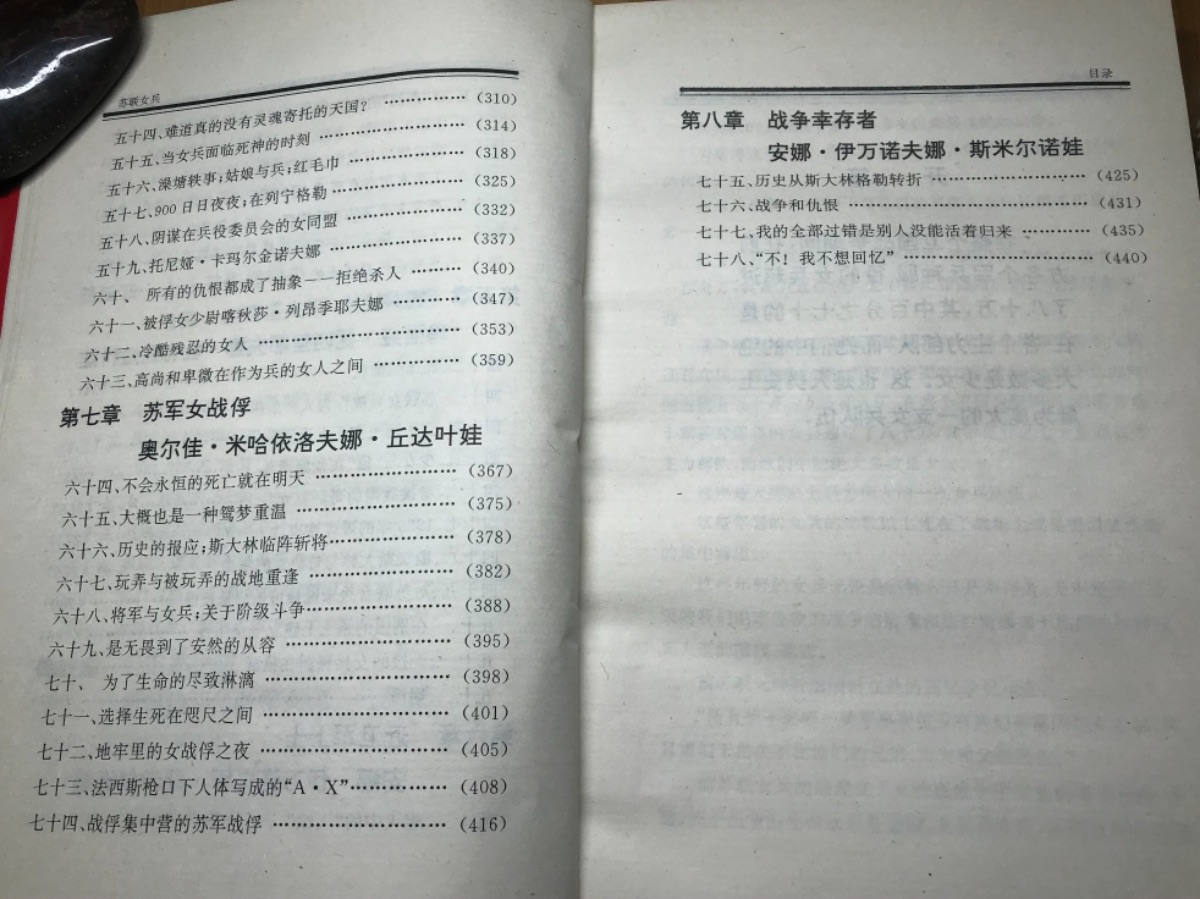 苏联女兵
五十四、难道真的没有灵魂寄托的天国? ……………(310)
五十五、当女兵面临死神的时刻 ……………(314)
五十六、澡塘轶事;姑娘与兵;红毛巾 ……………(318)
五十七、900日日夜夜;在列宁格勒 ……………(325)
五十八、阴谋在兵役委员会的女同盟 ……………(332)
五十九、托尼娅·卡玛尔金诺夫娜 ……………(337)
六十、 所有的仇恨都成了抽象——拒绝杀人 ……………(340)
六十一、被俘女少尉喀秋莎·列昂季耶夫娜 ……………(347)
六十二、冷酷残忍的女人 ……………(353)
六十三、高尚和卑微在作为兵的女人之间 ……………(359)
第七章 苏军女战俘
奥尔佳·米哈依洛夫娜·丘达叶娃
六十四、不会永恒的死亡就在明天 ……………(367)
六十五、大概也是一种鸳梦重温 ……………(375)
六十六、历史的报应;斯大林临阵斩将……………(378)
六十七、玩弄与被玩弄的战地重逢 ……………(382)
六十八、将军与女兵;关于阶级斗争……………(388)
六十九、是无畏到了安然的从容 ……………(395)
七十、 为了生命的尽致淋漓 ……………(398)
七十一、选择生死在咫尺之间 ……………(401)
七十二、地牢里的女战俘之夜 ……………(405)
七十三、法西斯枪口下人体写成的“A·X”……………(408)
七十四、战俘集中营的苏军战俘 ……………(416)
目录
第八章 战争幸存者
安娜·伊万诺夫娜·斯米尔诺娃
七十五、历史从斯大林格勒转折 ……………(425)
七十六、战争和仇恨 ……………(431)
七十七、我的全部过错是别人没能活着归来 ……………(435)
七十八、“不!我不想回忆” ……………(440)